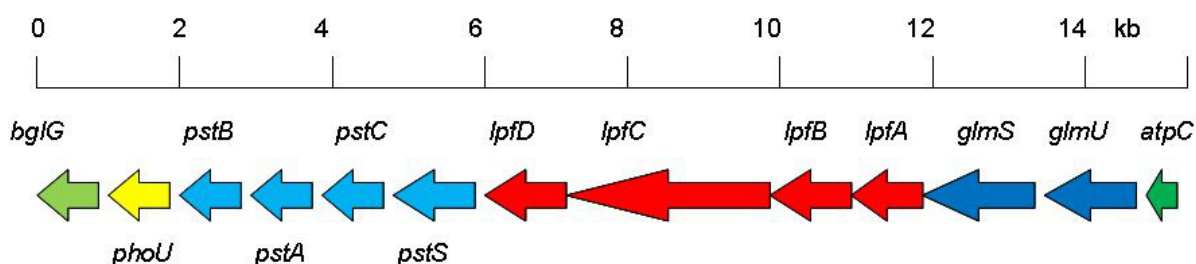 0 2 4 6 8 10 12 14 kb
bglG pstB pstC lpfD lpfC lpfB lpfA glmS glmU atpC
phoU pstA pstS